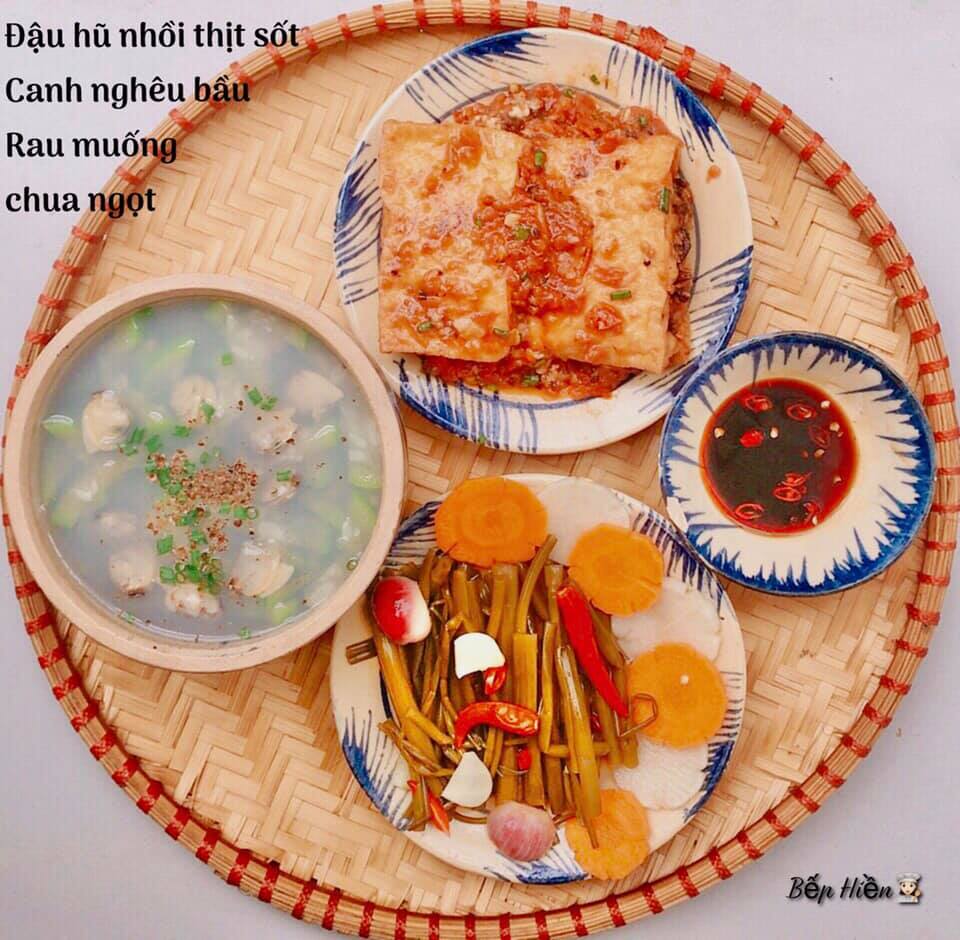 Đậu hũ nhồi thịt sốt
Canh nghêu bầu
Rau muống
chua ngọt
Bếp Hiền